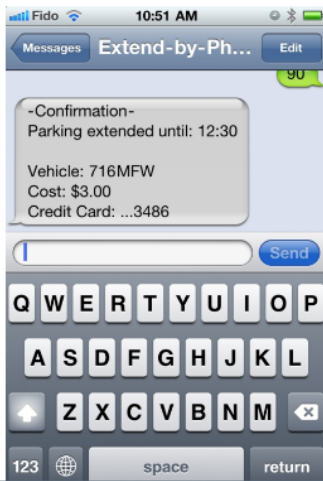 Fido 10:51 AM
Messages Extend-by-Ph... Edit
90
-Confirmation-
Parking extended until: 12:30
Vehicle: 716MFW
Cost: $3.00
Credit Card: ...3486
Send
Q W E R T Y U I O P
A S D F G H J K L
Z X C V B N M
123 space return